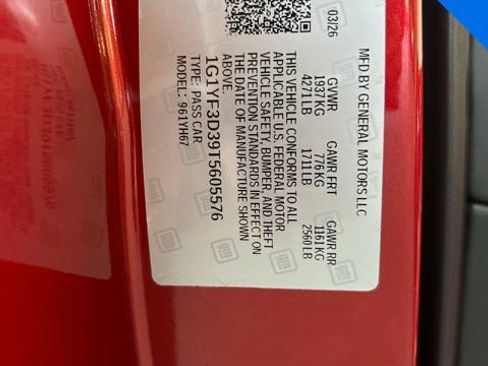 MFD BY GENERAL MOTORS LLC
03/26 GVWR GAWR FRT GAWR RR
1937 KG 776 KG 1161 KG
4271 LB 1711 LB 2560 LB
THIS VEHICLE CONFORMS TO ALL
APPLICABLE U.S. FEDERAL MOTOR
VEHICLE SAFETY, BUMPER, AND THEFT
PREVENTION STANDARDS IN EFFECT ON
THE DATE OF MANUFACTURE SHOWN
ABOVE.
1G1YF3D39T5605576
TYPE: PASS CAR
MODEL: 961YH67
gm